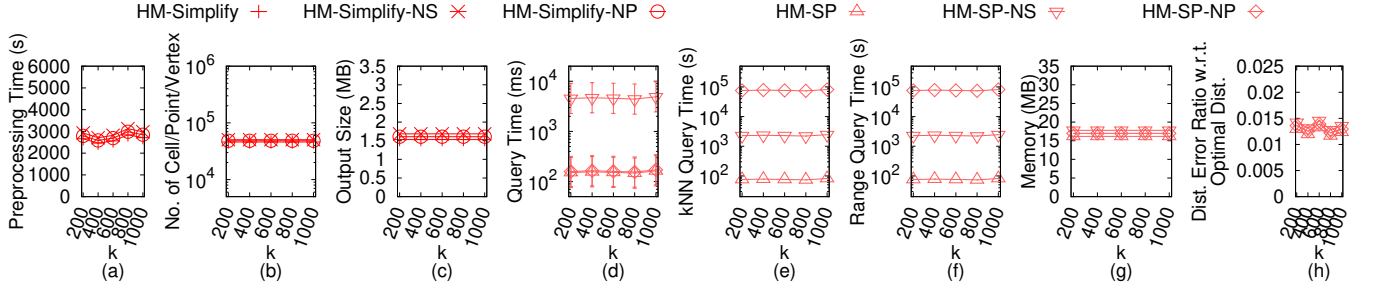 HM-Simplify
HM-Simplify-NS
HM-Simplify-NP
HM-SP
HM-SP-NS
HM-SP-NP
Preprocessing Time (s)
6000
5000
4000
3000
2000
1000
0
200
400
600
800
1000
k
(a)
No. of Cell/Point/Vertex
10^6
10^5
10^4
200
400
600
800
1000
k
(b)
Output Size (MB)
3.5
3
2.5
2
1.5
1
0.5
0
200
400
600
800
1000
k
(c)
Query Time (ms)
10^4
10^3
10^2
200
400
600
800
1000
k
(d)
kNN Query Time (s)
10^5
10^4
10^3
10^2
200
400
600
800
1000
k
(e)
Range Query Time (s)
10^5
10^4
10^3
10^2
200
400
600
800
1000
k
(f)
Memory (MB)
35
30
25
20
15
10
5
0
200
400
600
800
1000
k
(g)
Dist. Error Ratio w.r.t.
Optimal Dist.
0.025
0.02
0.015
0.01
0.005
0
200
400
600
800
1000
k
(h)